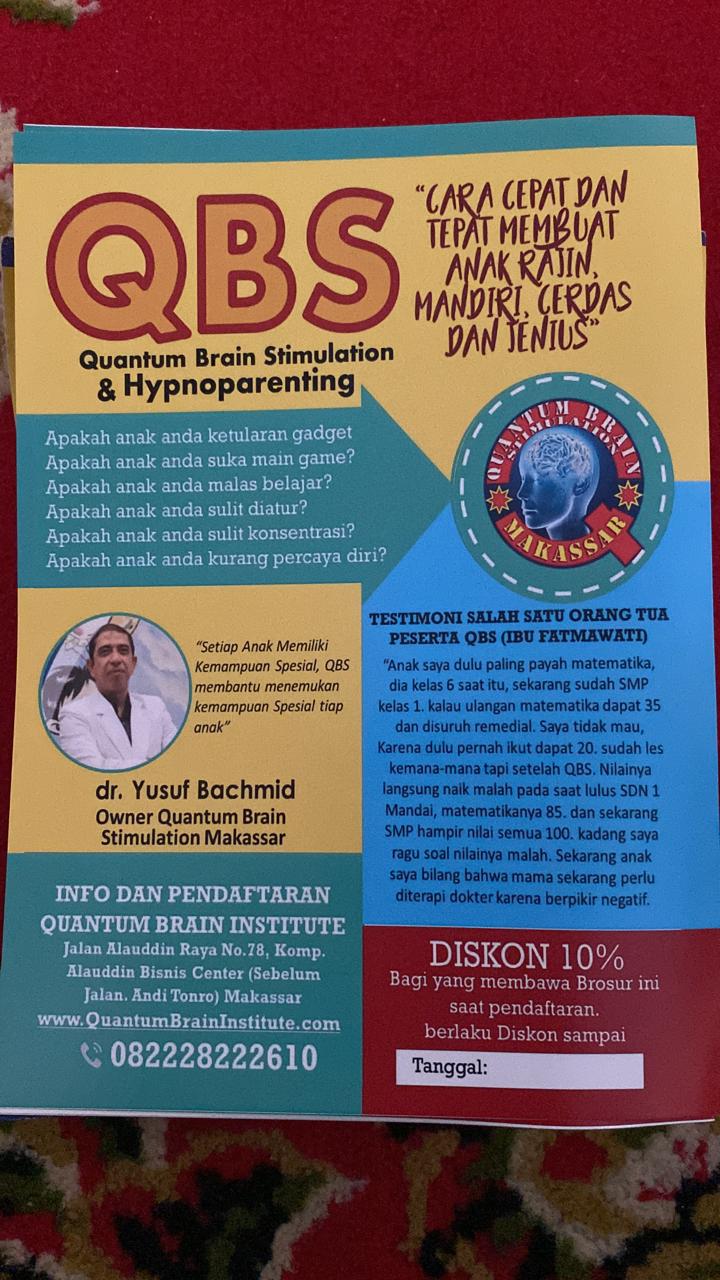 QBS
Quantum Brain Stimulation
& Hypnoparenting
"CARA CEPAT DAN
TEPAT MEMBUAT
ANAK RAJIN,
MANDIRI, CERDAS
DAN JENIUS"
Apakah anak anda ketularan gadget
Apakah anak anda suka main game?
Apakah anak anda malas belajar?
Apakah anak anda sulit diatur?
Apakah anak anda sulit konsentrasi?
Apakah anak anda kurang percaya diri?
QUANTUM BRAIN
STIMULATION
MAKASSAR
"Setiap Anak Memiliki
Kemampuan Spesial, QBS
membantu menemukan
kemampuan Spesial tiap
anak"
dr. Yusuf Bachmid
Owner Quantum Brain
Stimulation Makassar
TESTIMONI SALAH SATU ORANG TUA
PESERTA QBS (IBU FATMAWATI)
"Anak saya dulu paling payah matematika,
dia kelas 6 saat itu, sekarang sudah SMP
kelas 1. kalau ulangan matematika dapat 35
dan disuruh remedial. Saya tidak mau,
Karena dulu pernah ikut dapat 20. sudah les
kemana-mana tapi setelah QBS. Nilainya
langsung naik malah pada saat lulus SDN 1
Mandai, matematikanya 85. dan sekarang
SMP hampir nilai semua 100. kadang saya
ragu soal nilainya malah. Sekarang anak
saya bilang bahwa mama sekarang perlu
diterapi dokter karena berpikir negatif.
INFO DAN PENDAFTARAN
QUANTUM BRAIN INSTITUTE
Jalan Alauddin Raya No.78, Komp.
Alauddin Bisnis Center (Sebelum
Jalan. Andi Tonro) Makassar
www.QuantumBrainInstitute.com
082228222610
DISKON 10%
Bagi yang membawa Brosur ini
saat pendaftaran.
berlaku Diskon sampai
Tanggal: